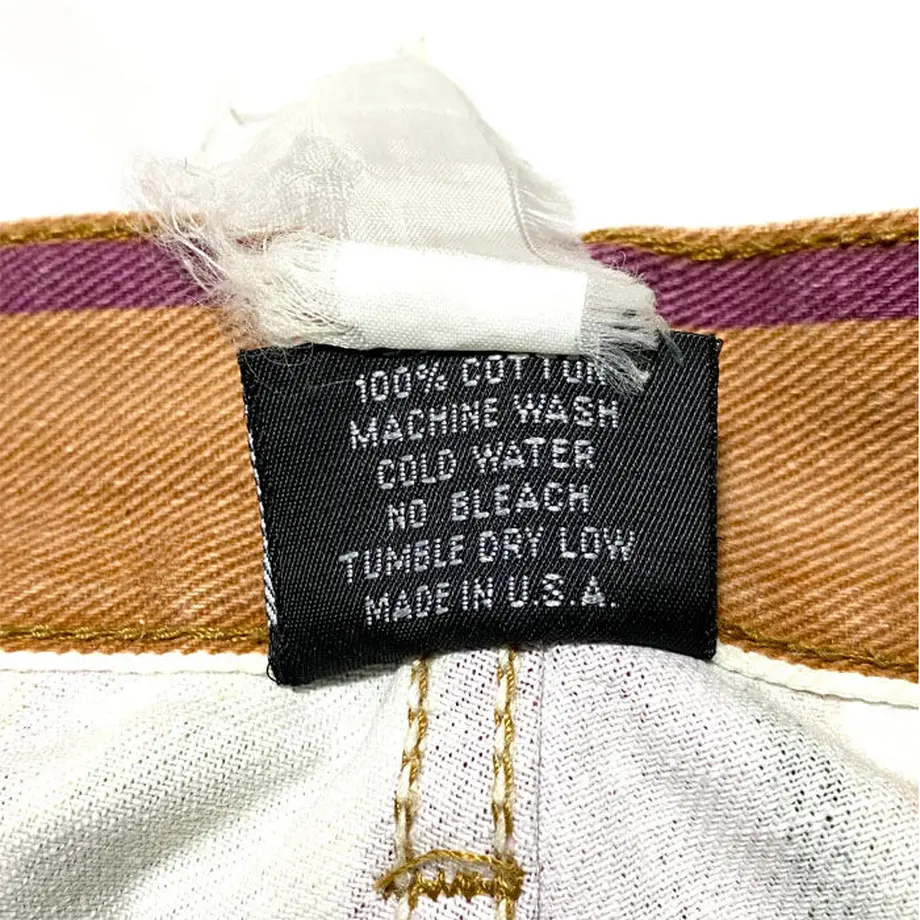 100% COTTON
MACHINE WASH
COLD WATER
NO BLEACH
TUMBLE DRY LOW
MADE IN U.S.A.